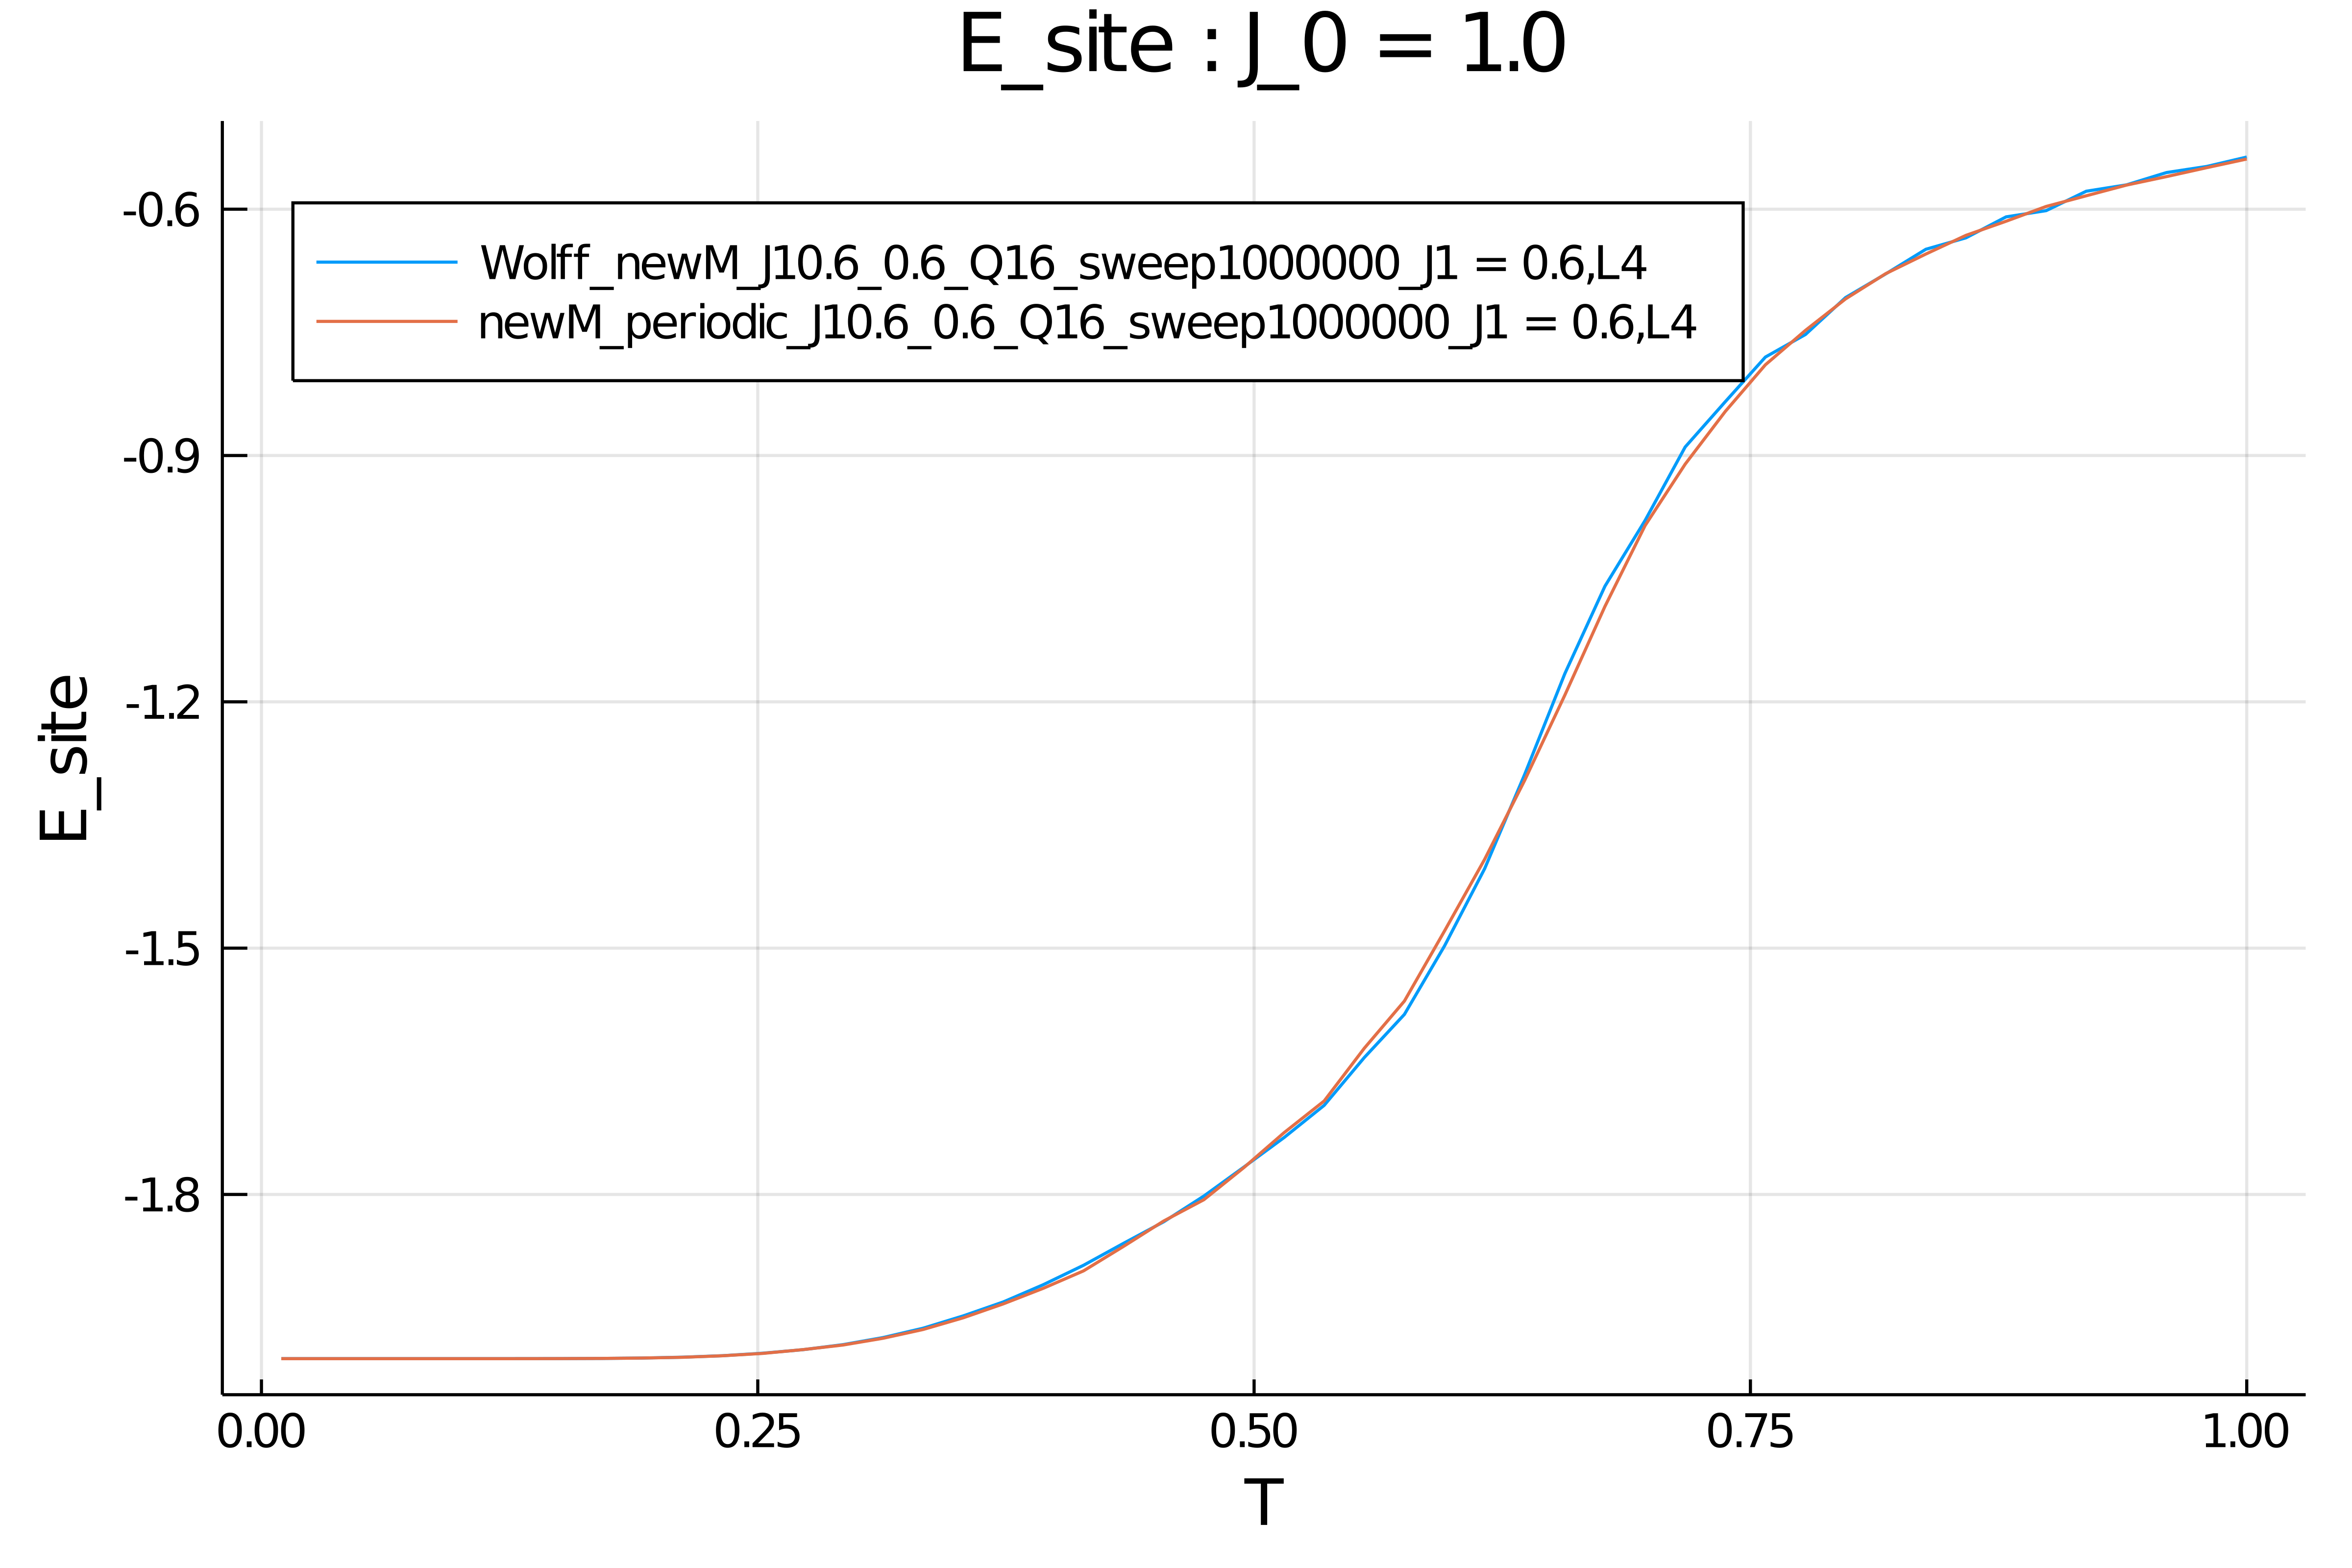 E_site : J_0 = 1.0
-0.6
-0.9
-1.2
-1.5
-1.8
E_site
Wolff_newM_J10.6_0.6_Q16_sweep1000000_J1 = 0.6,L4
newM_periodic_J10.6_0.6_Q16_sweep1000000_J1 = 0.6,L4
0.00 0.25 0.50 0.75 1.00
T